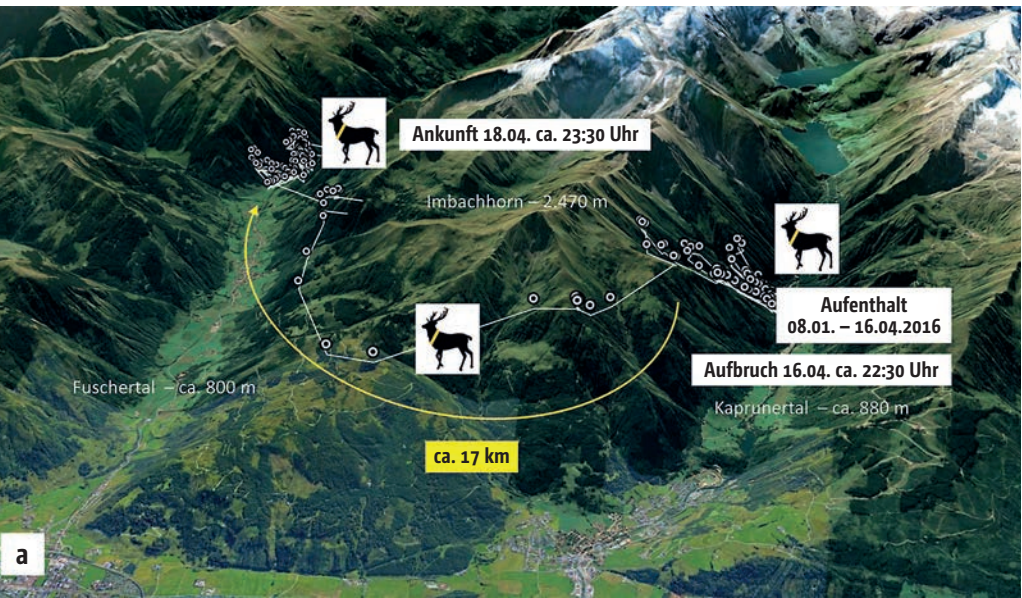 Ankunft 18.04. ca. 23:30 Uhr
Imbachhorn – 2.470 m
Aufenthalt
08.01. – 16.04.2016
Aufbruch 16.04. ca. 22:30 Uhr
Fuschertal – ca. 800 m
Kaprunertal – ca. 880 m
ca. 17 km
a